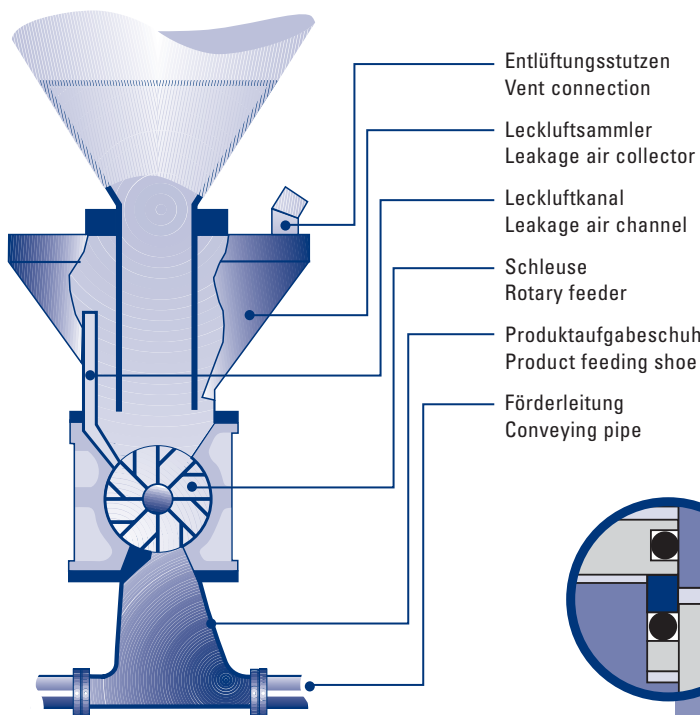 Entlüftungsstutzen
Vent connection
Leckluftsammler
Leakage air collector
Leckluftkanal
Leakage air channel
Schleuse
Rotary feeder
Produktaufgabeschuh
Product feeding shoe
Förderleitung
Conveying pipe